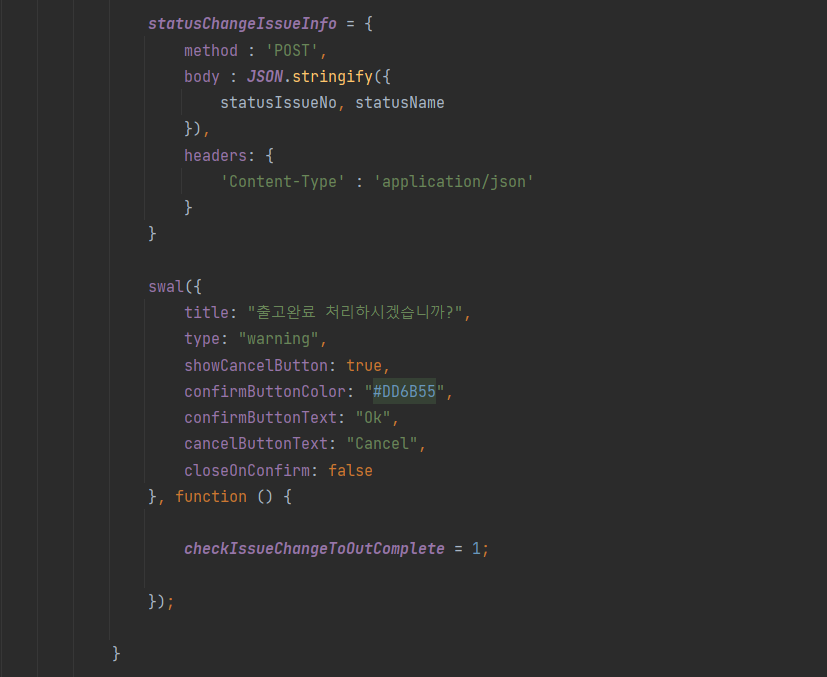 statusChangeIssueInfo = {
method : 'POST',
body : JSON.stringify({
statusIssueNo, statusName
}),
headers: {
'Content-Type' : 'application/json'
}
}
swal({
title: "출고완료 처리하시겠습니까?",
type: "warning",
showCancelButton: true,
confirmButtonColor: "#DD6B55",
confirmButtonText: "Ok",
cancelButtonText: "Cancel",
closeOnConfirm: false
}, function () {
checkIssueChangeToOutComplete = 1;
});
}